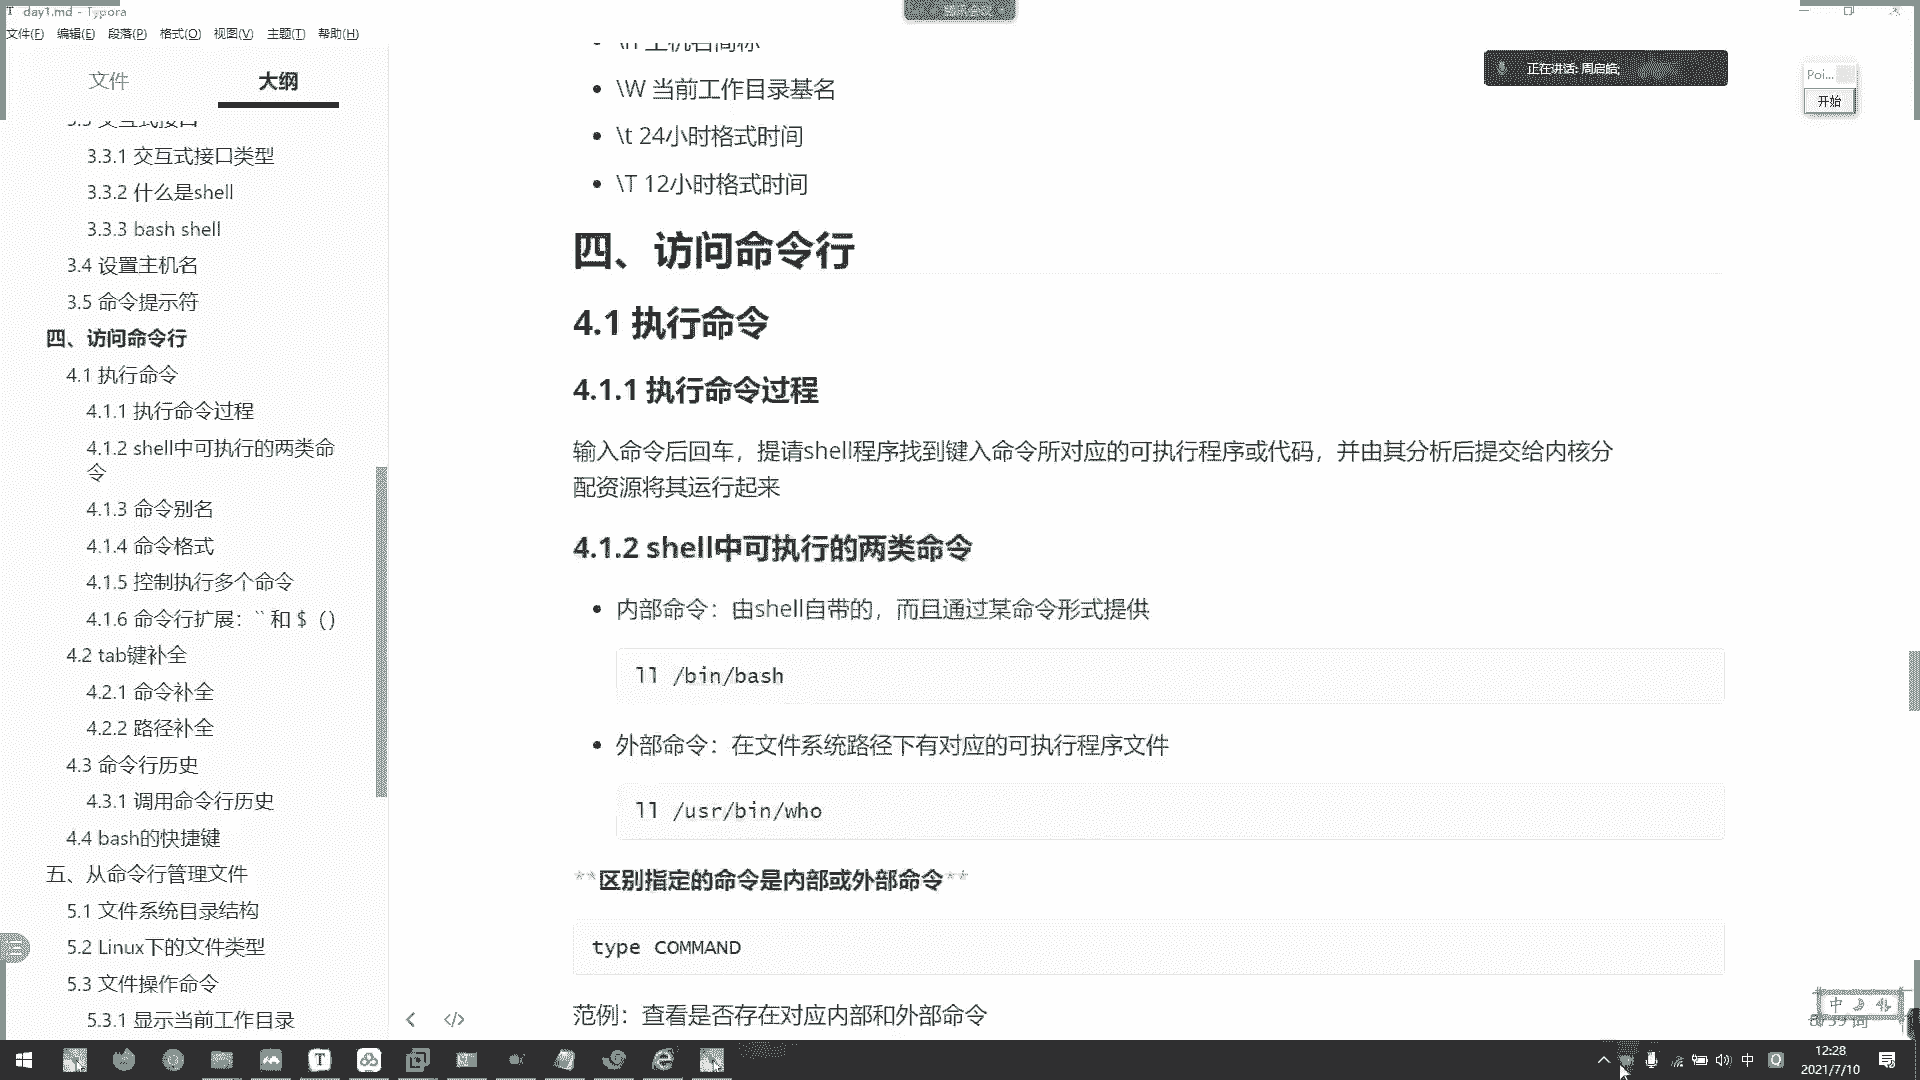 day1.md - Typora
文件(F) 编辑(E) 段落(P) 格式(O) 视图(V) 主题(T) 帮助(H)
文件 大纲
3.3 交互式接口
3.3.1 交互式接口类型
3.3.2 什么是shell
3.3.3 bash shell
3.4 设置主机名
3.5 命令提示符
四、访问命令行
4.1 执行命令
4.1.1 执行命令过程
4.1.2 shell中可执行的两类命
令
4.1.3 命令别名
4.1.4 命令格式
4.1.5 控制执行多个命令
4.1.6 命令行扩展：`` 和 $（）
4.2 tab键补全
4.2.1 命令补全
4.2.2 路径补全
4.3 命令行历史
4.3.1 调用命令行历史
4.4 bash的快捷键
五、从命令行管理文件
5.1 文件系统目录结构
5.2 Linux下的文件类型
5.3 文件操作命令
5.3.1 显示当前工作目录
\h 主机名简称
\W 当前工作目录基名
\t 24小时格式时间
\T 12小时格式时间
四、访问命令行
4.1 执行命令
4.1.1 执行命令过程
输入命令后回车，提请shell程序找到键入命令所对应的可执行程序或代码，并由其分析后提交给内核分
配资源将其运行起来
4.1.2 shell中可执行的两类命令
内部命令：由shell自带的，而且通过某命令形式提供
ll /bin/bash
外部命令：在文件系统路径下有对应的可执行程序文件
ll /usr/bin/who
**区别指定的命令是内部或外部命令**
type COMMAND
范例：查看是否存在对应内部和外部命令
正在讲话: 周启皓;
Poi...
开始
中
</> 
中
12:28
2021/7/10